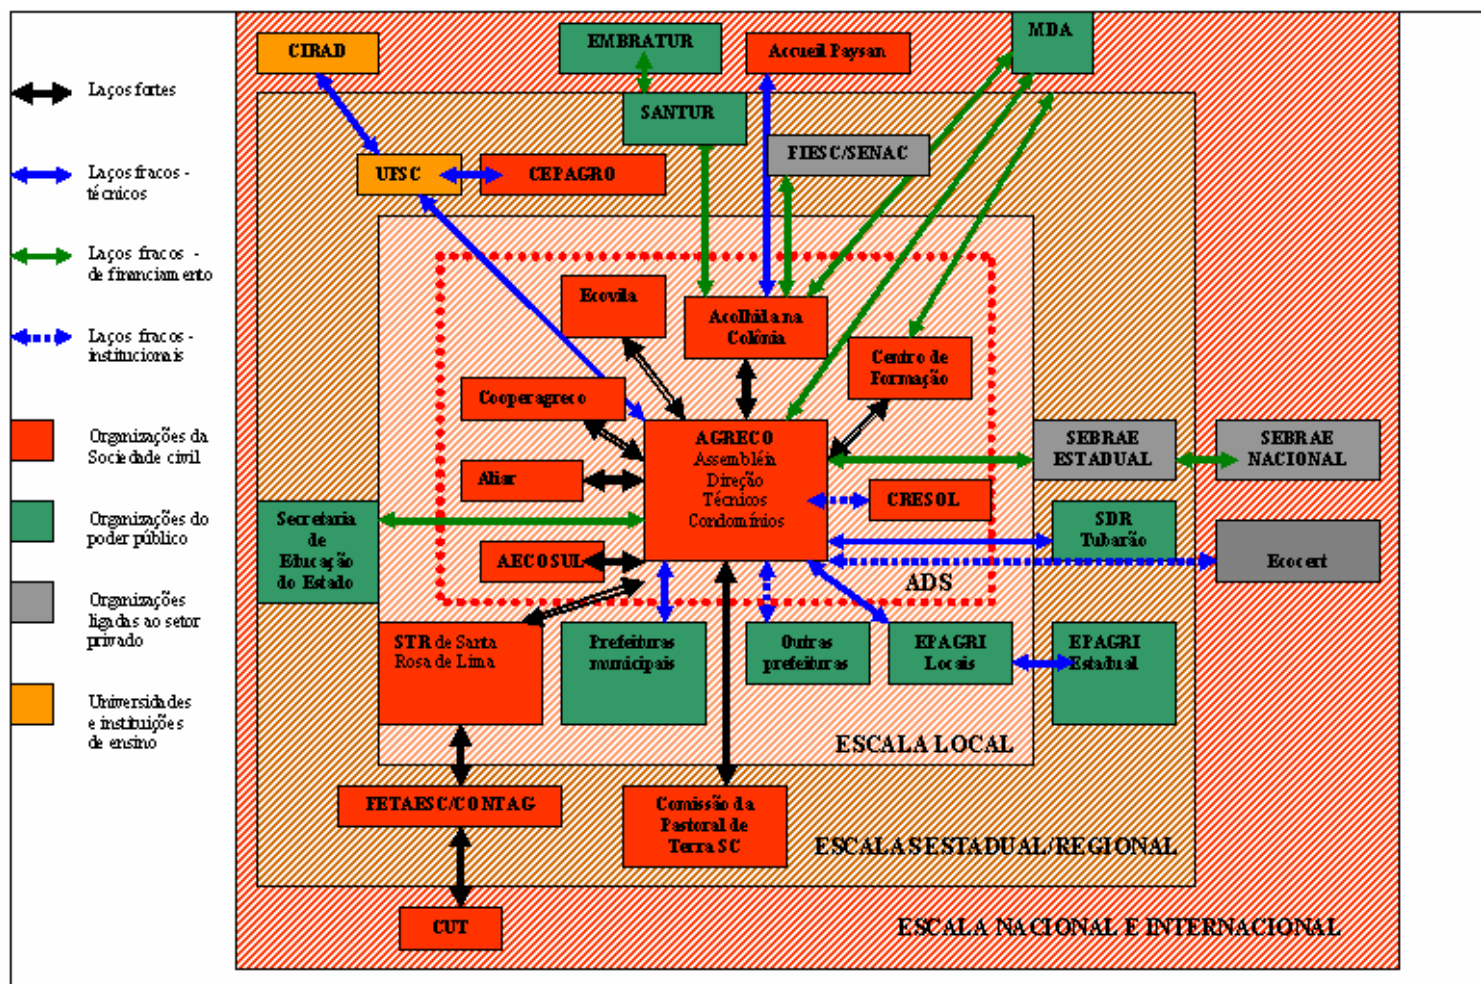 Laços fortes
Laços fracos -
técnicos
Laços fracos -
de financiamento
Laços fracos -
institucionais
Organizações da
Sociedade civil
Organizações do
poder público
Organizações
ligadas ao setor
privado
Universidades
e instituições
de ensino
CIRAD
EMBRATUR
Accueil Paysan
MDA
SANTUR
FIESC/SENAC
UFSC
CEPAGRO
Ecovila
Acolhida na
Colônia
Centro de
Formação
Cooperagreco
AGRECO
Assembléia
Direção
Técnicos
Condomínios
SEBRAE
ESTADUAL
SEBRAE
NACIONAL
Aliar
CRESOL
Secretaria
de
Educação
do Estado
SDR
Tubarão
Ecocert
AECOSUL
ADS
STR de Santa
Rosa de Lima
Prefeituras
municipais
Outras
prefeituras
EPAGRI
Locais
EPAGRI
Estadual
ESCALA LOCAL
FETAESC/CONTAG
Comissão da
Pastoral de
Terra SC
ESCALAS ESTADUAL/REGIONAL
CUT
ESCALA NACIONAL E INTERNACIONAL